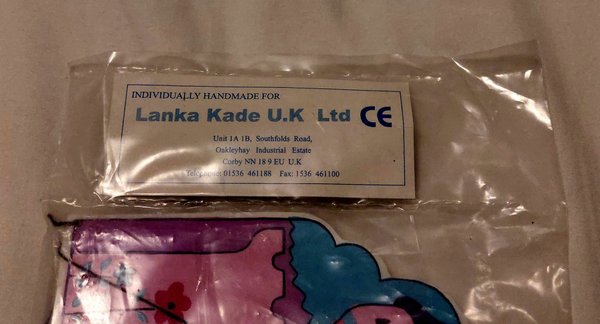 INDIVIDUALLY HANDMADE FOR
Lanka Kade U.K Ltd CE
Unit 1A 1B, Southfolds Road,
Oakleyhay Industrial Estate
Corby NN 18 9 EU U.K
Telephone: 01536 461188 Fax: 1536 461100